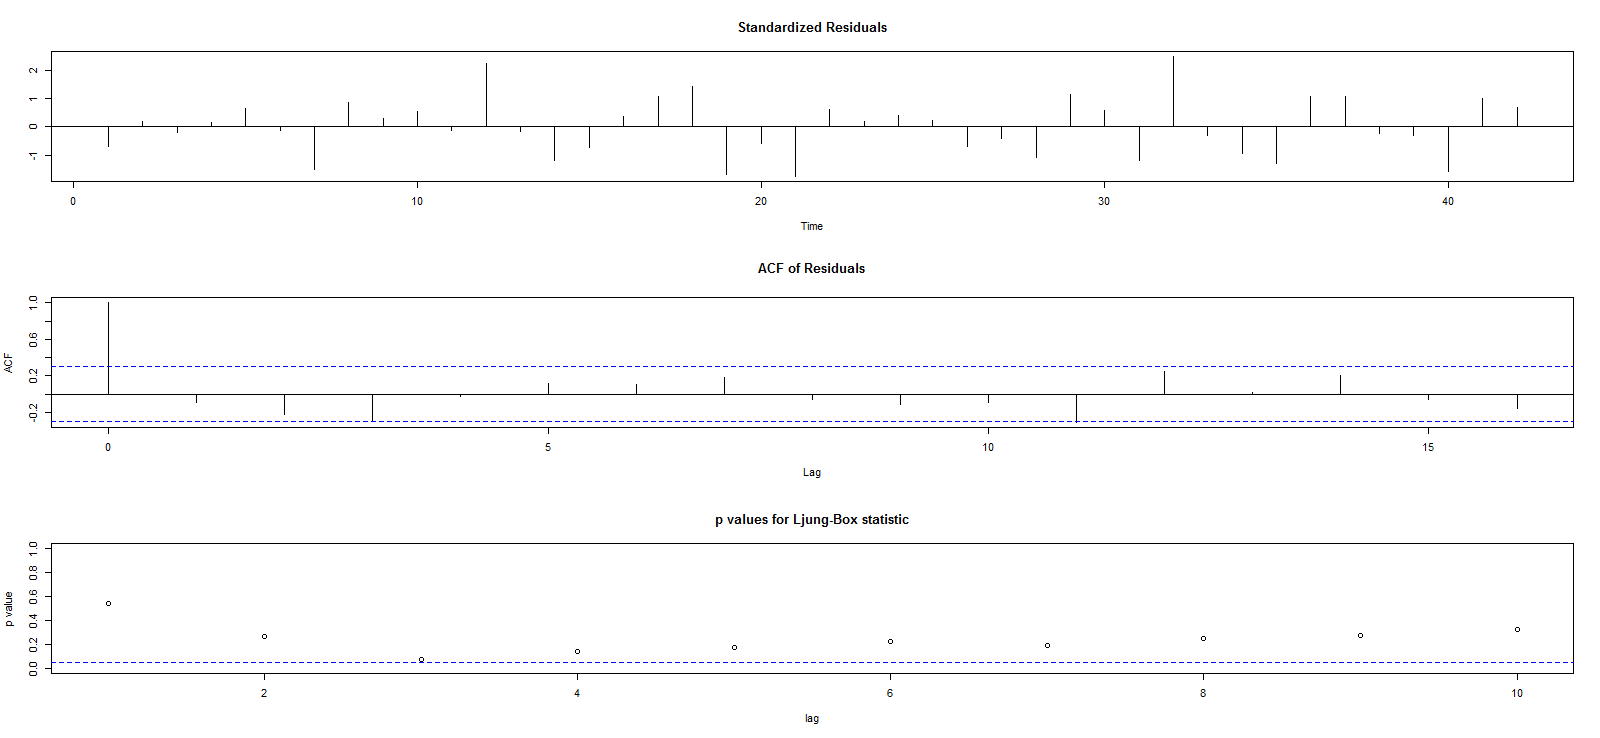 Standardized Residuals
2
1
0
-1
0 10 20 30 40
Time
ACF of Residuals
1.0
0.6
0.2
-0.2
ACF
0 5 10 15
Lag
p values for Ljung-Box statistic
1.0
0.8
0.6
0.4
0.2
0.0
p value
2 4 6 8 10
lag